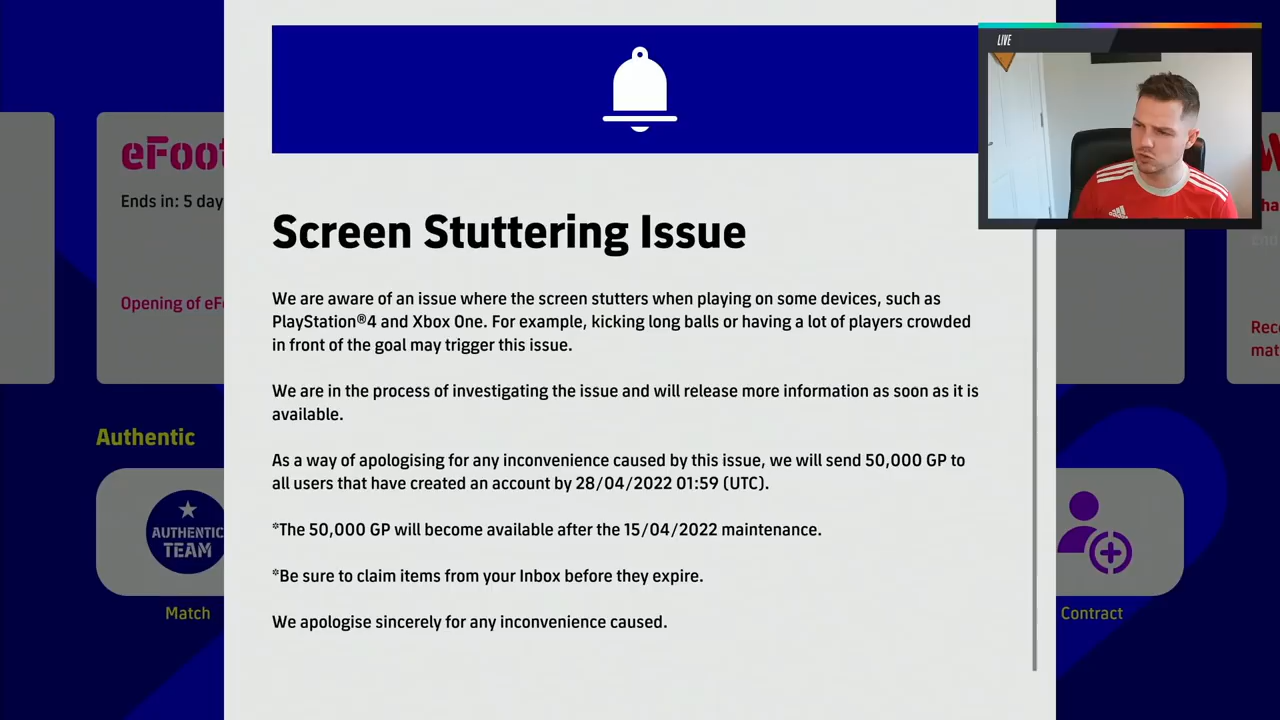 LIVE
eFoot
Ends in: 5 day
Opening of eF
Screen Stuttering Issue
We are aware of an issue where the screen stutters when playing on some devices, such as
PlayStation®4 and Xbox One. For example, kicking long balls or having a lot of players crowded
in front of the goal may trigger this issue.
We are in the process of investigating the issue and will release more information as soon as it is
available.
As a way of apologising for any inconvenience caused by this issue, we will send 50,000 GP to
all users that have created an account by 28/04/2022 01:59 (UTC).
*The 50,000 GP will become available after the 15/04/2022 maintenance.
*Be sure to claim items from your Inbox before they expire.
We apologise sincerely for any inconvenience caused.
Authentic
AUTHENTIC
TEAM
Match
Contract
ha
End
Rece
mat